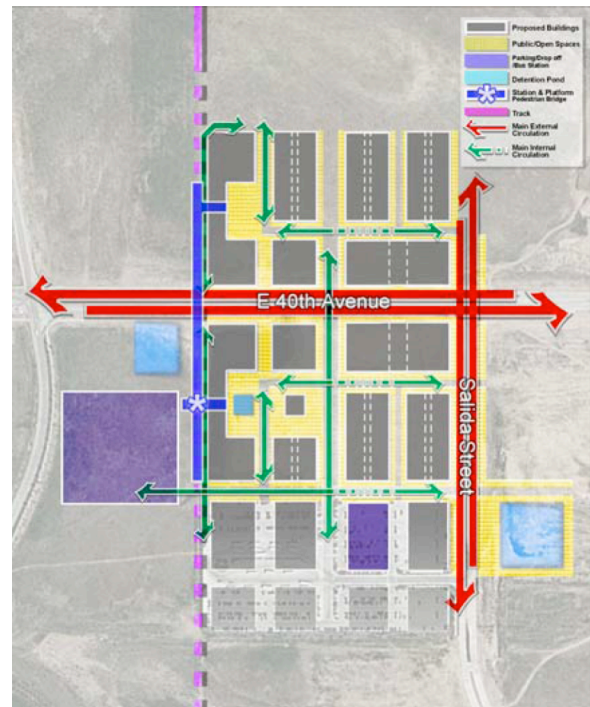 Proposed Buildings
Public/Open Spaces
Parking/Drop off
/Bus Station
Detention Pond
Station & Platform
Pedestrian Bridge
Track
Main External
Circulation
Main Internal
Circulation
E 40th Avenue
Salida Street